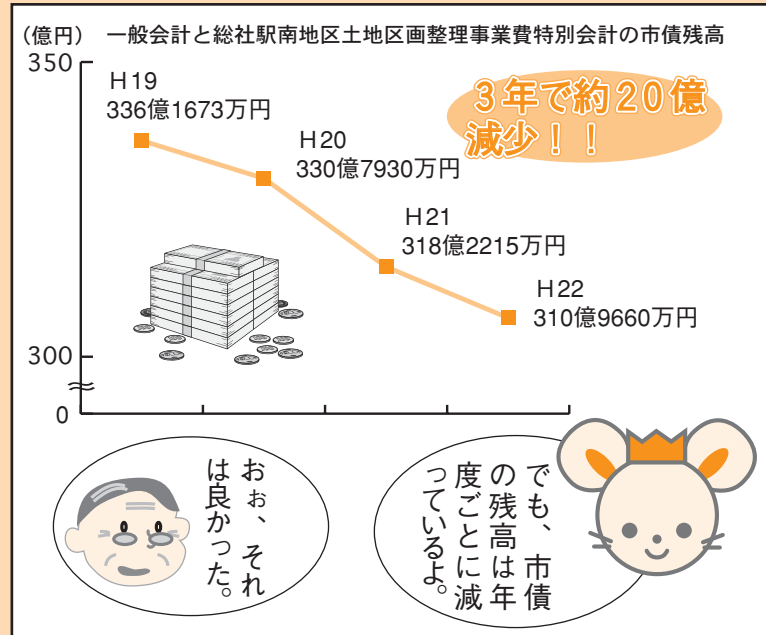 (億円) 一般会計と総社駅南地区土地区画整理事業費特別会計の市債残高
350
H19
336億1673万円
3年で約20億
減少!!
H20
330億7930万円
H21
318億2215万円
H22
310億9660万円
300
0
おぉ、それ
は良かった。
でも、市債
の残高は年
度ごとに減
っているよ。